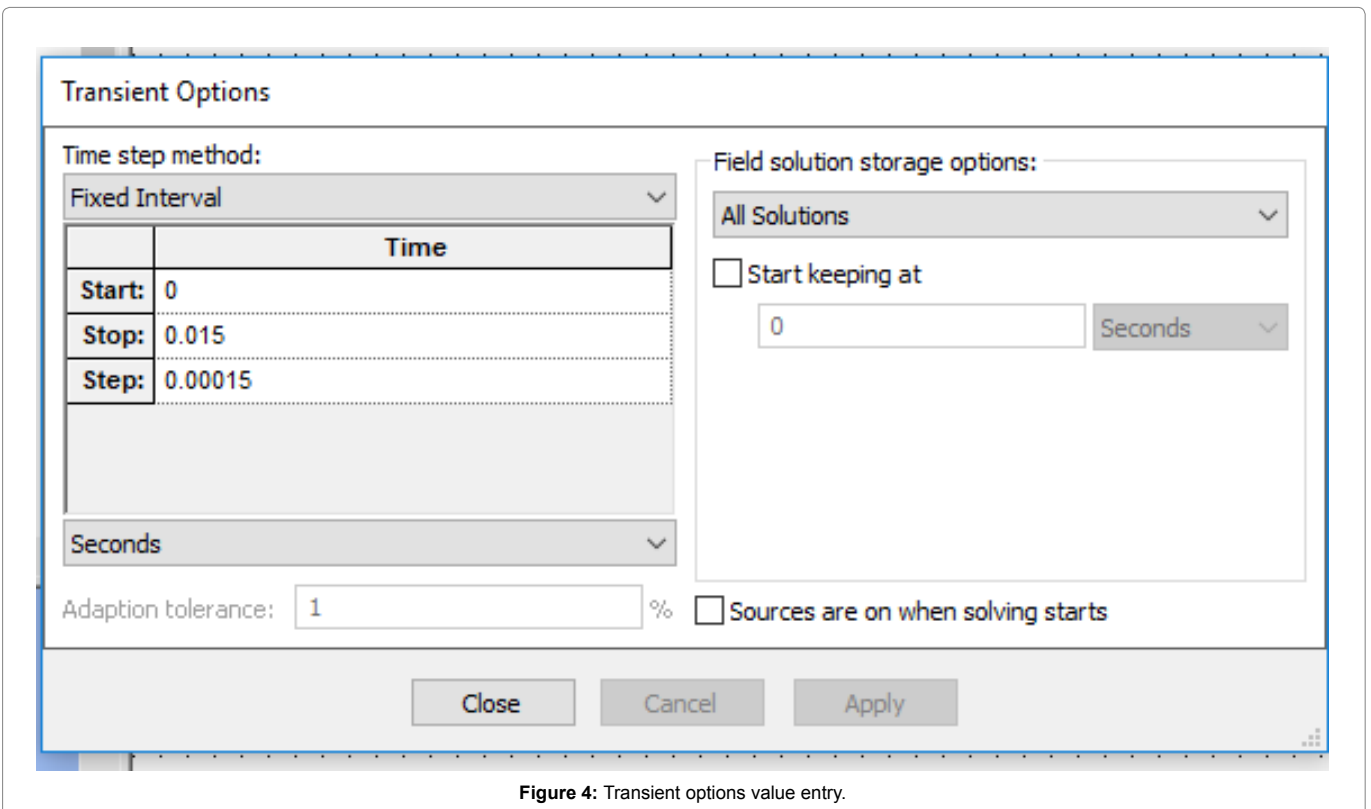 Transient Options
Time step method:
Fixed Interval
Time
Start: 0
Stop: 0.015
Step: 0.00015
Seconds
Adaption tolerance: 1 %
Field solution storage options:
All Solutions
Start keeping at
0 Seconds
Sources are on when solving starts
Close Cancel Apply
Figure 4: Transient options value entry.